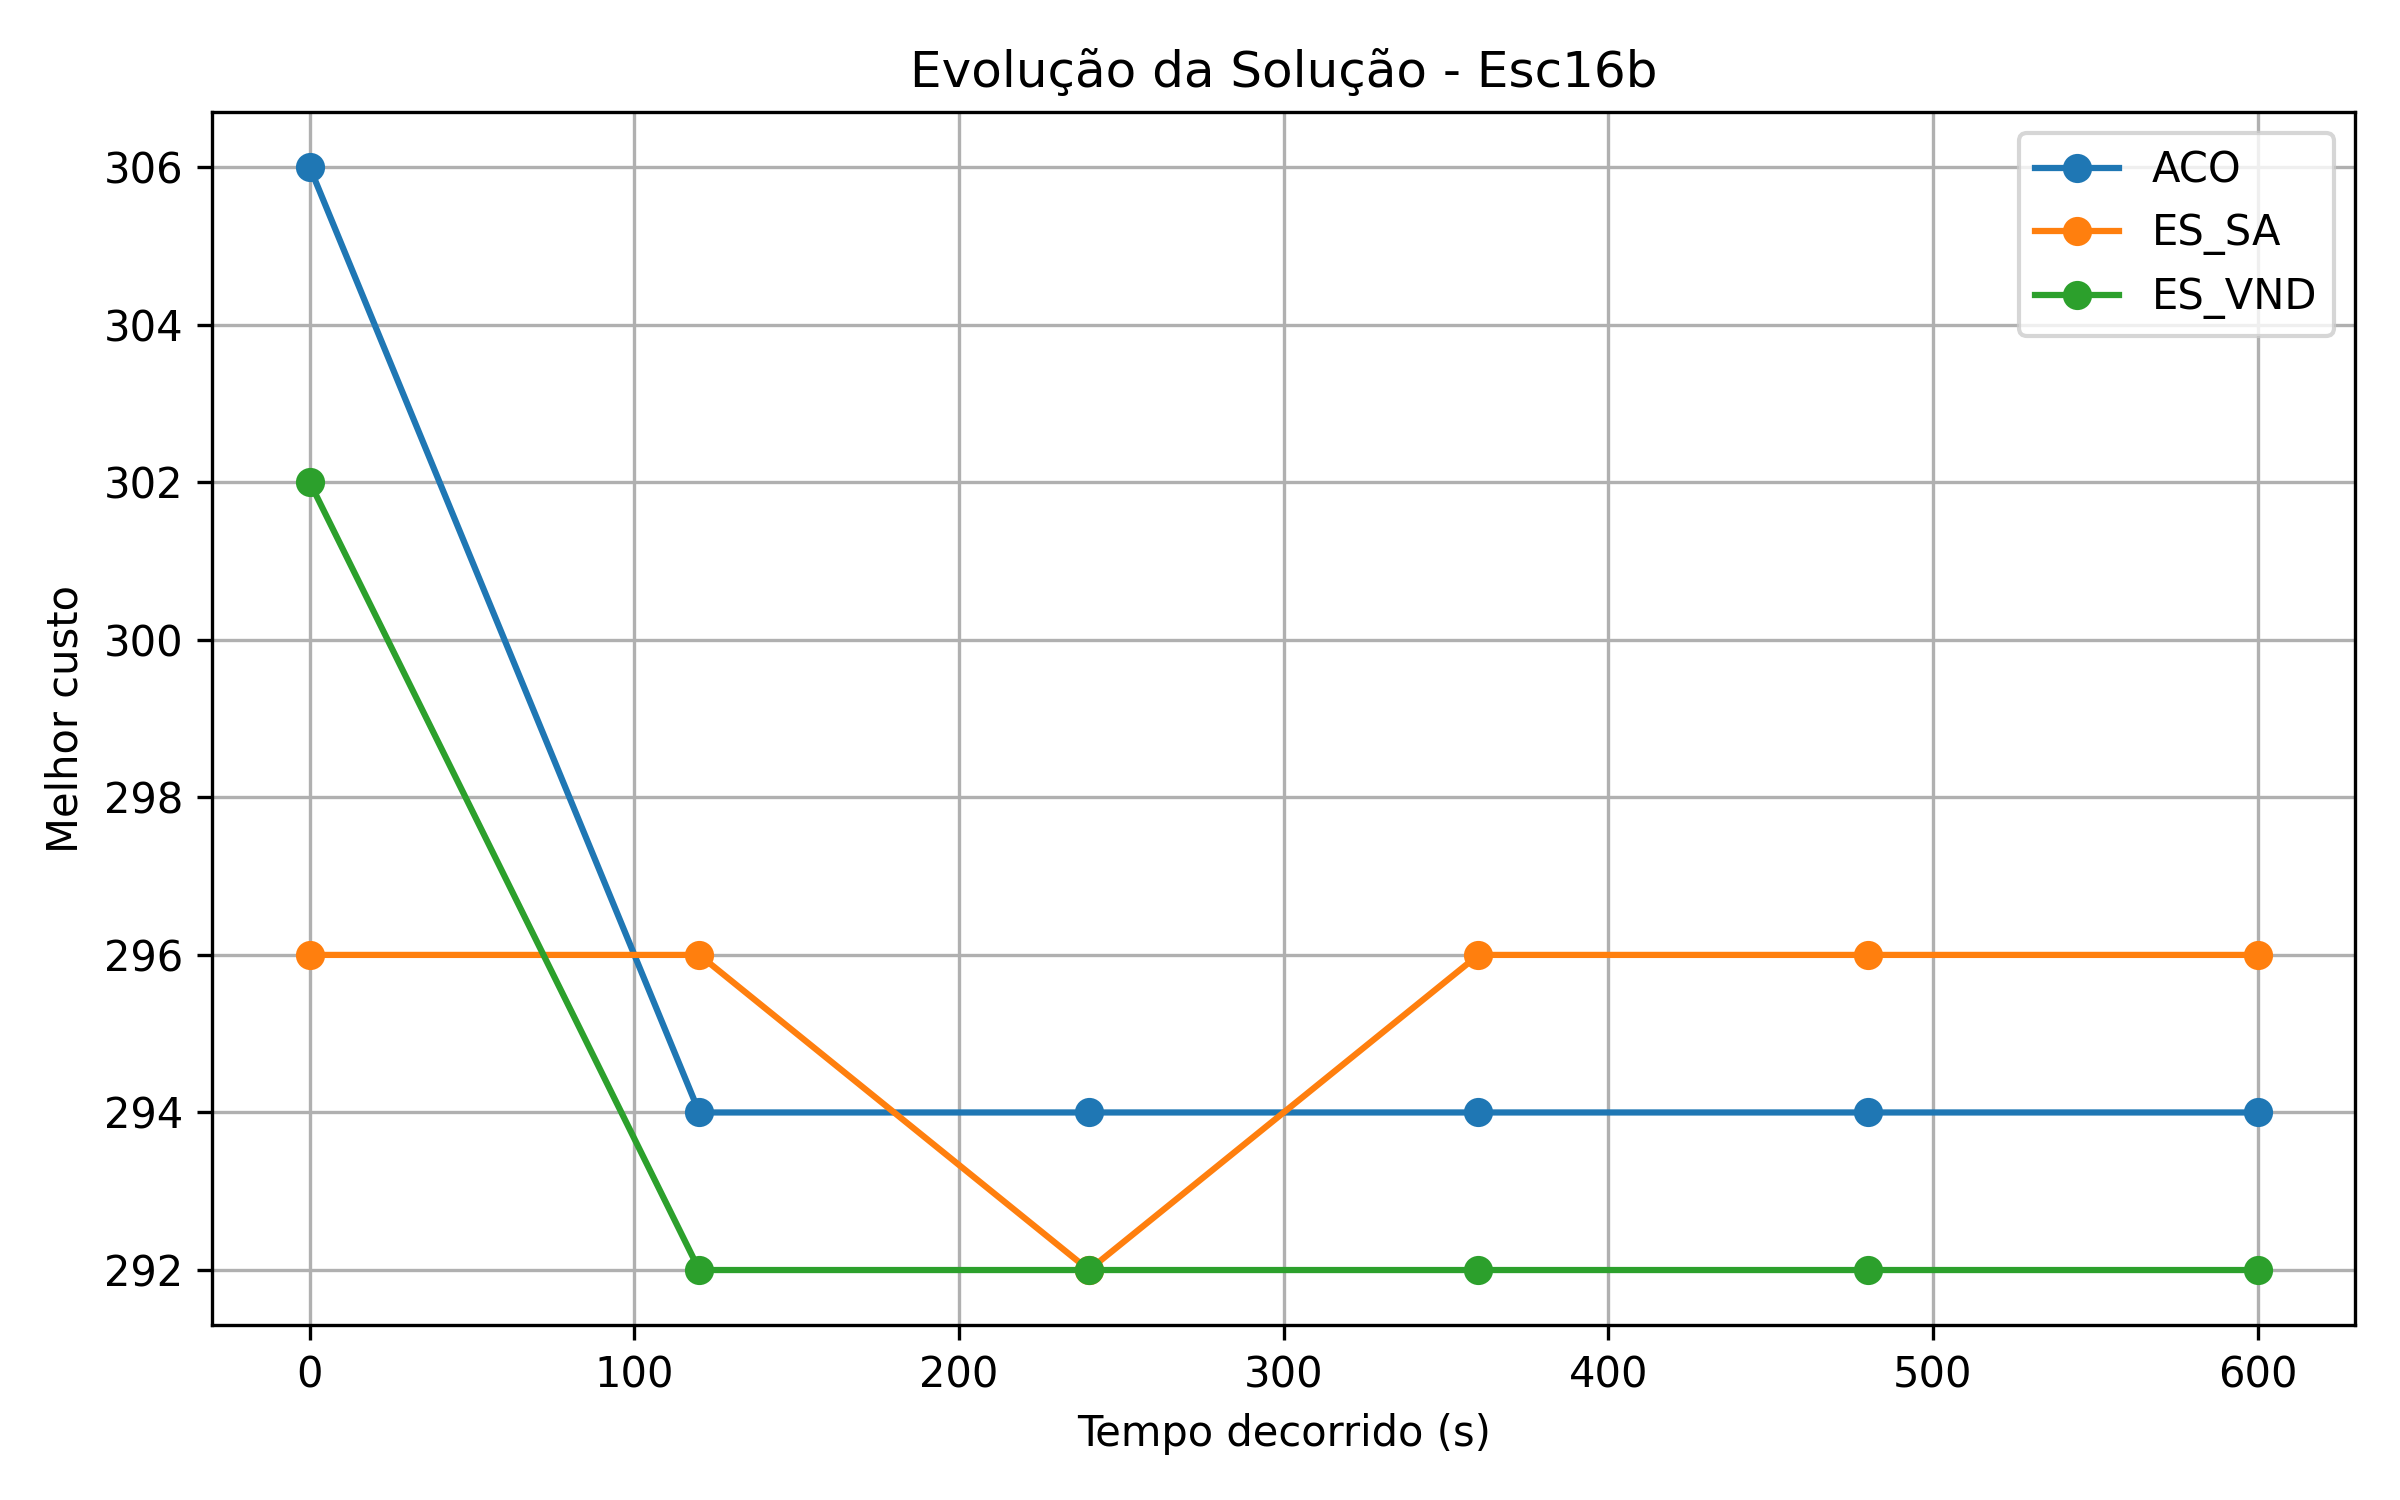 Evolução da Solução - Esc16b
ACO
ES_SA
ES_VND
Melhor custo
306
304
302
300
298
296
294
292
0 100 200 300 400 500 600
Tempo decorrido (s)